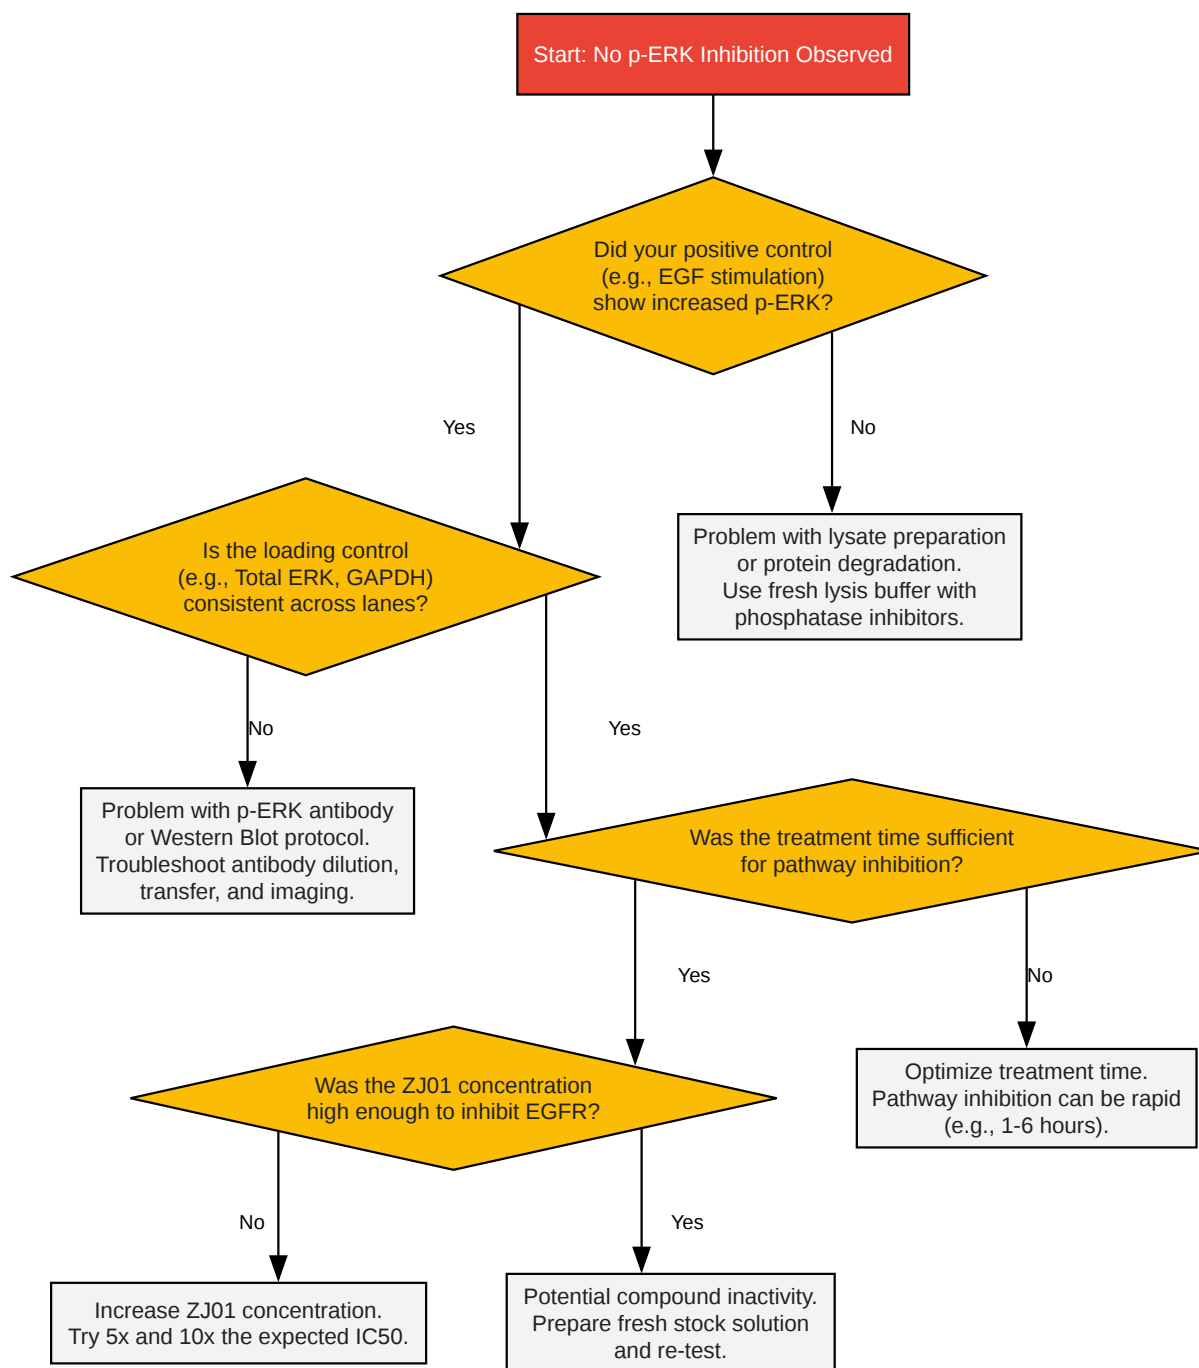 Start: No p-ERK Inhibition Observed
Did your positive control
(e.g., EGF stimulation)
show increased p-ERK?
Yes
No
Is the loading control
(e.g., Total ERK, GAPDH)
consistent across lanes?
Problem with lysate preparation
or protein degradation.
Use fresh lysis buffer with
phosphatase inhibitors.
No
Yes
Problem with p-ERK antibody
or Western Blot protocol.
Troubleshoot antibody dilution,
transfer, and imaging.
Was the treatment time sufficient
for pathway inhibition?
Yes
No
Was the ZJ01 concentration
high enough to inhibit EGFR?
Optimize treatment time.
Pathway inhibition can be rapid
(e.g., 1-6 hours).
No
Yes
Increase ZJ01 concentration.
Try 5x and 10x the expected IC50.
Potential compound inactivity.
Prepare fresh stock solution
and re-test.